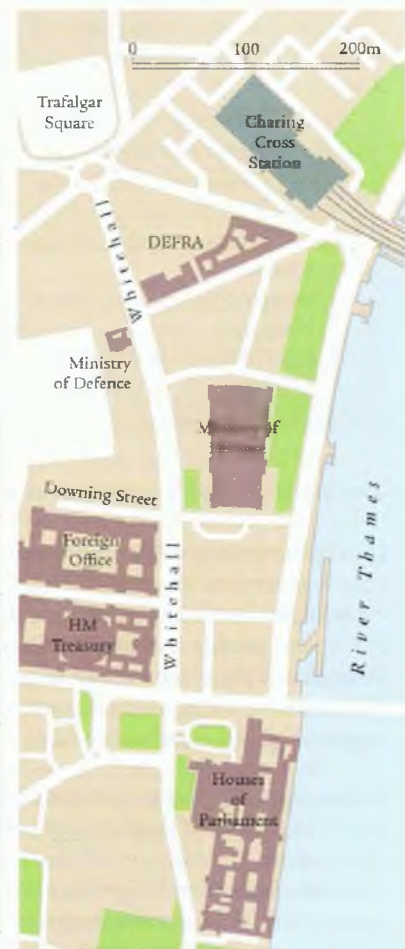 0 100 200m
Trafalgar
Square
Charing
Cross
Station
Whitehall
DEFRA
Ministry
of Defence
of
Downing Street
Foreign
Office
HM
Treasury
Whitehall
River Thames
Houses
of
Parliament